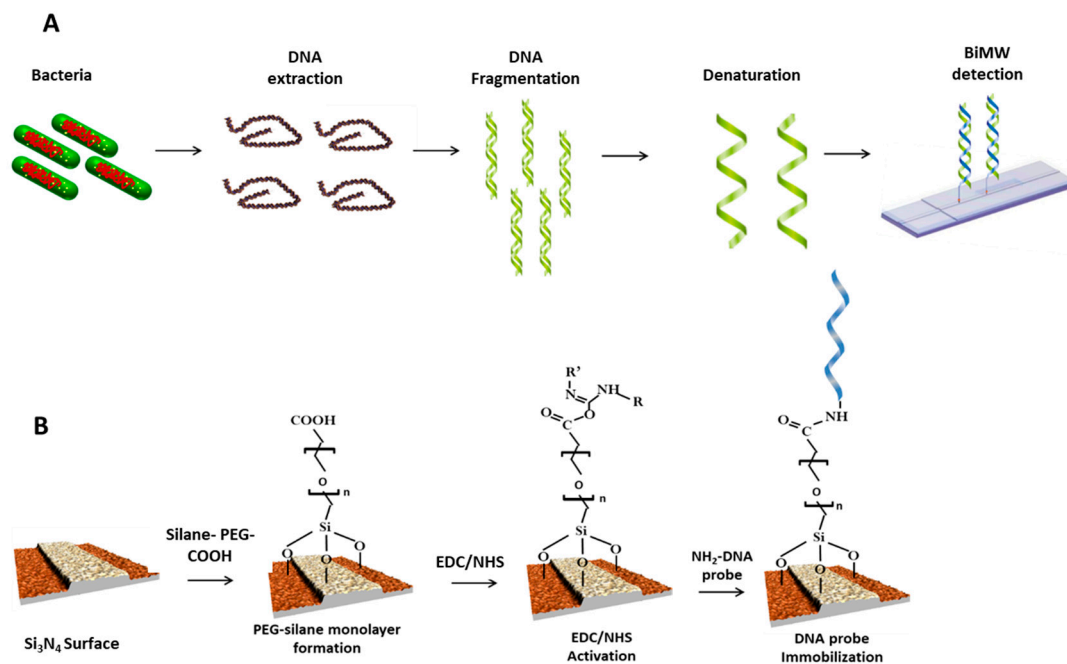 A
Bacteria
DNA
extraction
DNA
Fragmentation
Denaturation
BiMW
detection
B
Si₃N₄ Surface
Silane- PEG-
COOH
COOH
O
n
Si
O
O
O
PEG-silane monolayer
formation
EDC/NHS
R'
N
NH
R
O
O
C
O
n
Si
O
O
O
EDC/NHS
Activation
NH₂-DNA
probe
NH
O
C
O
n
Si
O
O
O
DNA probe
Immobilization